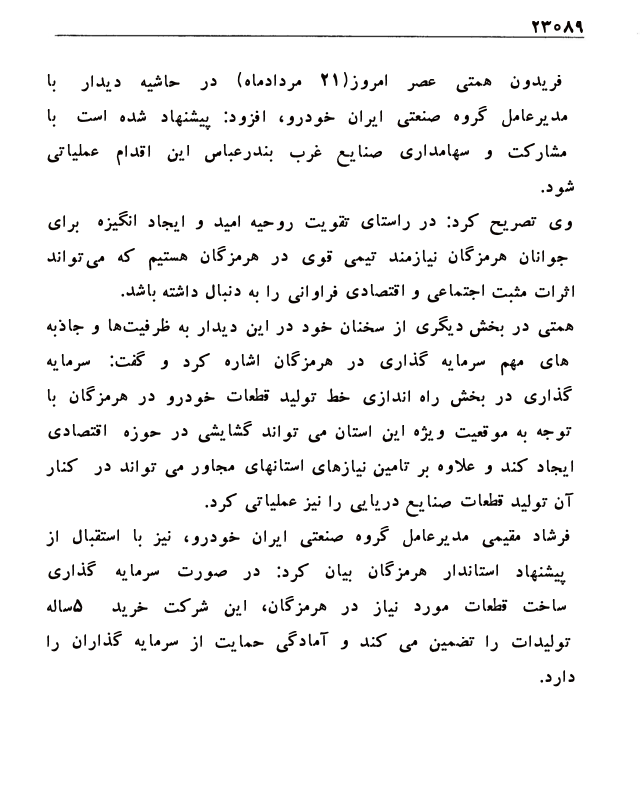 ۲۳۰۸۹
فریدون همتی عصر امروز(۲۱ مردادماه) در حاشیه دیدار با
مدیرعامل گروه صنعتی ایران خودرو، افزود: پیشنهاد شده است با
مشارکت و سهامداری صنایع غرب بندرعباس این اقدام عملیاتی
شود.
وی تصریح کرد: در راستای تقویت روحیه امید و ایجاد انگیزه برای
جوانان هرمزگان نیازمند تیمی قوی در هرمزگان هستیم که می‌تواند
اثرات مثبت اجتماعی و اقتصادی فراوانی را به دنبال داشته باشد.
همتی در بخش دیگری از سخنان خود در این دیدار به ظرفیت‌ها و جاذبه
های مهم سرمایه گذاری در هرمزگان اشاره کرد و گفت: سرمایه
گذاری در بخش راه اندازی خط تولید قطعات خودرو در هرمزگان با
توجه به موقعیت ویژه این استان می تواند گشایشی در حوزه اقتصادی
ایجاد کند و علاوه بر تامین نیازهای استانهای مجاور می تواند در کنار
آن تولید قطعات صنایع دریایی را نیز عملیاتی کرد.
فرشاد مقیمی مدیرعامل گروه صنعتی ایران خودرو، نیز با استقبال از
پیشنهاد استاندار هرمزگان بیان کرد: در صورت سرمایه گذاری
ساخت قطعات مورد نیاز در هرمزگان، این شرکت خرید ۵ساله
تولیدات را تضمین می کند و آمادگی حمایت از سرمایه گذاران را
دارد.